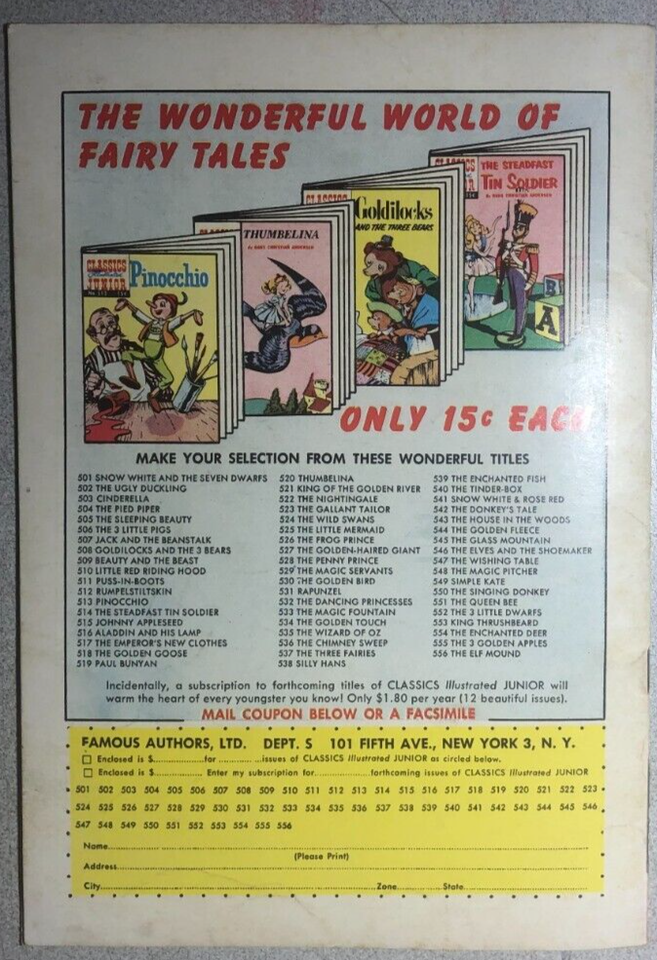 THE WONDERFUL WORLD OF
FAIRY TALES
CLASSICS
THE STEADFAST
TIN SOLDIER
By HANS CHRISTIAN ANDERSEN
CLASSICS
Goldilocks
AND THE THREE BEARS
THUMBELINA
By HANS CHRISTIAN ANDERSEN
CLASSICS
JUNIOR
Pinocchio
B
A
ONLY 15c EACH
MAKE YOUR SELECTION FROM THESE WONDERFUL TITLES
501 SNOW WHITE AND THE SEVEN DWARFS
502 THE UGLY DUCKLING
503 CINDERELLA
504 THE PIED PIPER
505 THE SLEEPING BEAUTY
506 THE 3 LITTLE PIGS
507 JACK AND THE BEANSTALK
508 GOLDILOCKS AND THE 3 BEARS
509 BEAUTY AND THE BEAST
510 LITTLE RED RIDING HOOD
511 PUSS-IN-BOOTS
512 RUMPELSTILTSKIN
513 PINOCCHIO
514 THE STEADFAST TIN SOLDIER
515 JOHNNY APPLESEED
516 ALADDIN AND HIS LAMP
517 THE EMPEROR'S NEW CLOTHES
518 THE GOLDEN GOOSE
519 PAUL BUNYAN
520 THUMBELINA
521 KING OF THE GOLDEN RIVER
522 THE NIGHTINGALE
523 THE GALLANT TAILOR
524 THE WILD SWANS
525 THE LITTLE MERMAID
526 THE FROG PRINCE
527 THE GOLDEN-HAIRED GIANT
528 THE PENNY PRINCE
529 THE MAGIC SERVANTS
530 THE GOLDEN BIRD
531 RAPUNZEL
532 THE DANCING PRINCESSES
533 THE MAGIC FOUNTAIN
534 THE GOLDEN TOUCH
535 THE WIZARD OF OZ
536 THE CHIMNEY SWEEP
537 THE THREE FAIRIES
538 SILLY HANS
539 THE ENCHANTED FISH
540 THE TINDER-BOX
541 SNOW WHITE & ROSE RED
542 THE DONKEY'S TALE
543 THE HOUSE IN THE WOODS
544 THE GOLDEN FLEECE
545 THE GLASS MOUNTAIN
546 THE ELVES AND THE SHOEMAKER
547 THE WISHING TABLE
548 THE MAGIC PITCHER
549 SIMPLE KATE
550 THE SINGING DONKEY
551 THE QUEEN BEE
552 THE 3 LITTLE DWARFS
553 KING THRUSHBEARD
554 THE ENCHANTED DEER
555 THE 3 GOLDEN APPLES
556 THE ELF MOUND
Incidentally, a subscription to forthcoming titles of CLASSICS Illustrated JUNIOR will
warm the heart of every youngster you know! Only $1.80 per year (12 beautiful issues).
MAIL COUPON BELOW OR A FACSIMILE
FAMOUS AUTHORS, LTD. DEPT. S 101 FIFTH AVE., NEW YORK 3, N. Y.
Enclosed is $..............for..............issues of CLASSICS Illustrated JUNIOR as circled below.
Enclosed is $.............. Enter my subscription for..............forthcoming issues of CLASSICS Illustrated JUNIOR
501 502 503 504 505 506 507 508 509 510 511 512 513 514 515 516 517 518 519 520 521 522 523
524 525 526 527 528 529 530 531 532 533 534 535 536 537 538 539 540 541 542 543 544 545 546
547 548 549 550 551 552 553 554 555 556
Name..............
(Please Print)
Address..............
City..............Zone..............State..............